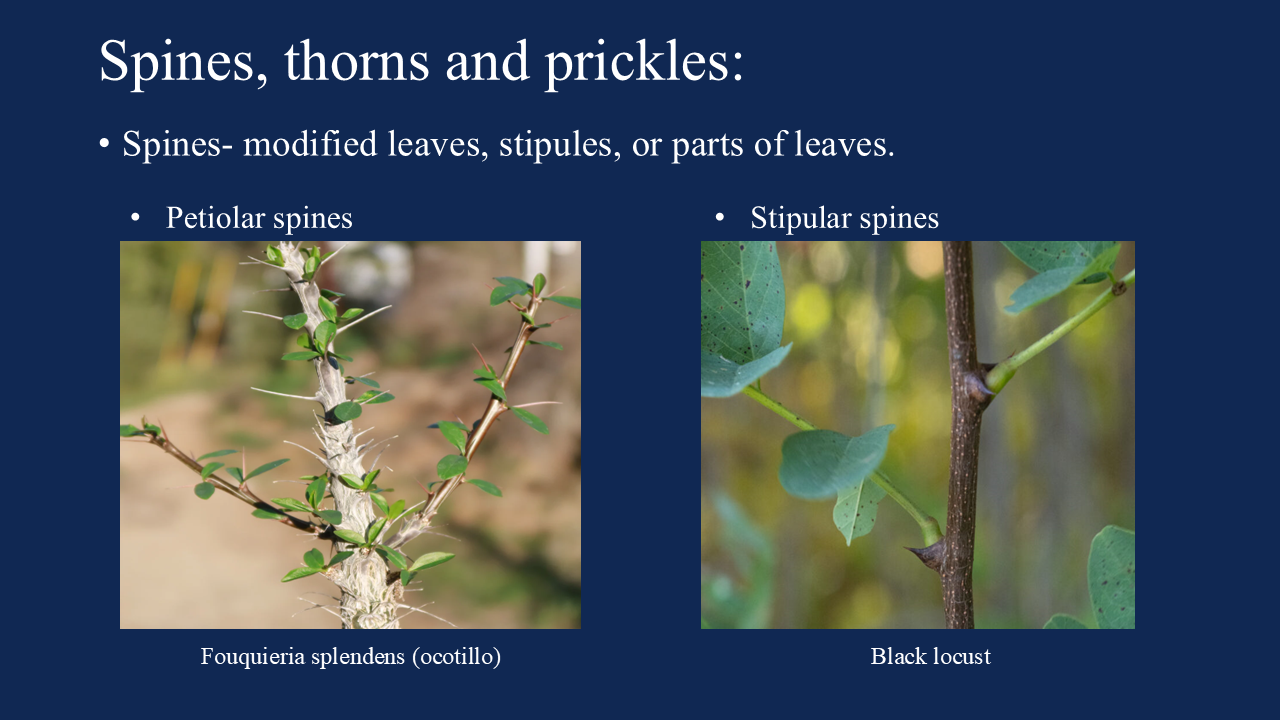 Spines, thorns and prickles:
• Spines- modified leaves, stipules, or parts of leaves.
• Petiolar spines
• Stipular spines
Fouquieria splendens (ocotillo)
Black locust